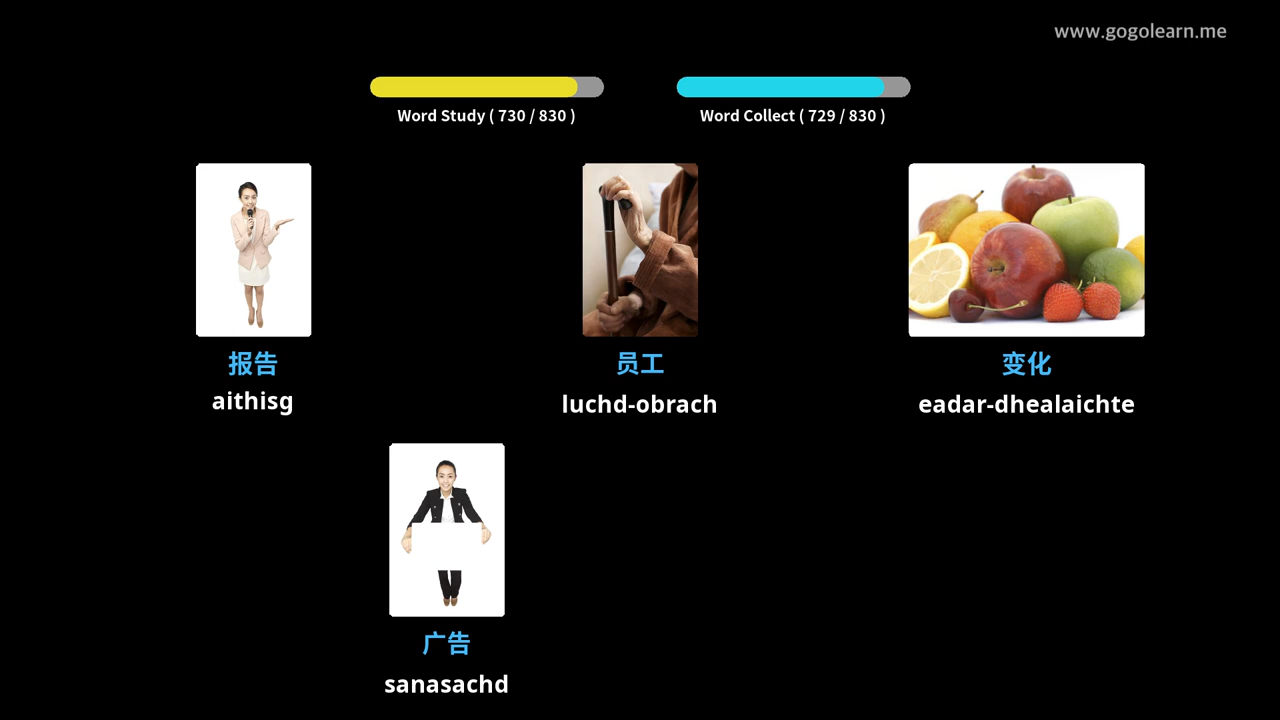 www.gogolearn.me
Word Study ( 730 / 830 )
Word Collect ( 729 / 830 )
报告
aithisg
员工
luchd-obrach
变化
eadar-dhealaichte
广告
sanasachd